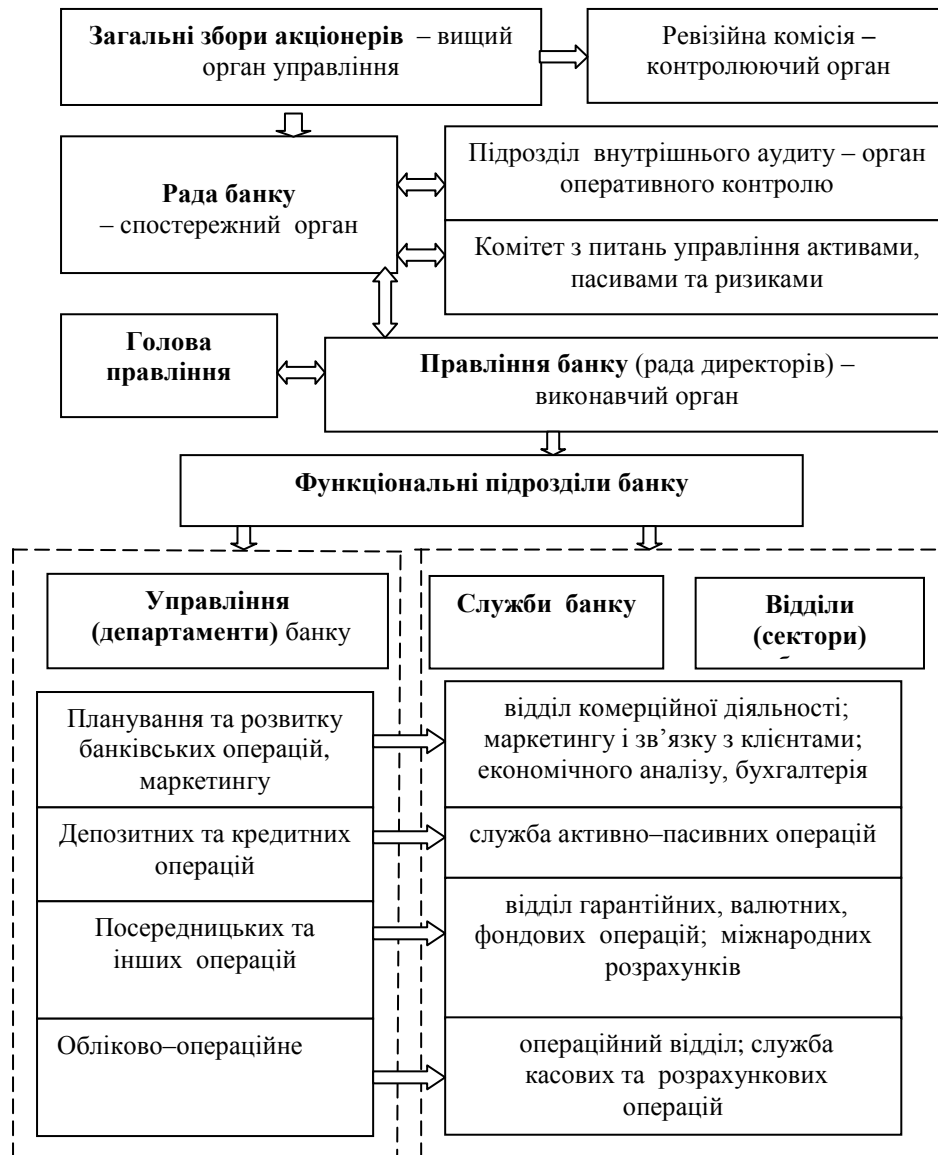 Загальні збори акціонерів – вищий
орган управління
Ревізійна комісія –
контролюючий орган
Рада банку
– спостережний орган
Підрозділ внутрішнього аудиту – орган
оперативного контролю
Комітет з питань управління активами,
пасивами та ризиками
Голова
правління
Правління банку (рада директорів) –
виконавчий орган
Функціональні підрозділи банку
Управління
(департаменти) банку
Служби банку
Відділи
(сектори)
Планування та розвитку
банківських операцій,
маркетингу
відділ комерційної діяльності;
маркетингу і зв’язку з клієнтами;
економічного аналізу, бухгалтерія
Депозитних та кредитних
операцій
служба активно–пасивних операцій
Посередницьких та
інших операцій
відділ гарантійних, валютних,
фондових операцій; міжнародних
розрахунків
Обліково–операційне
операційний відділ; служба
касових та розрахункових
операцій